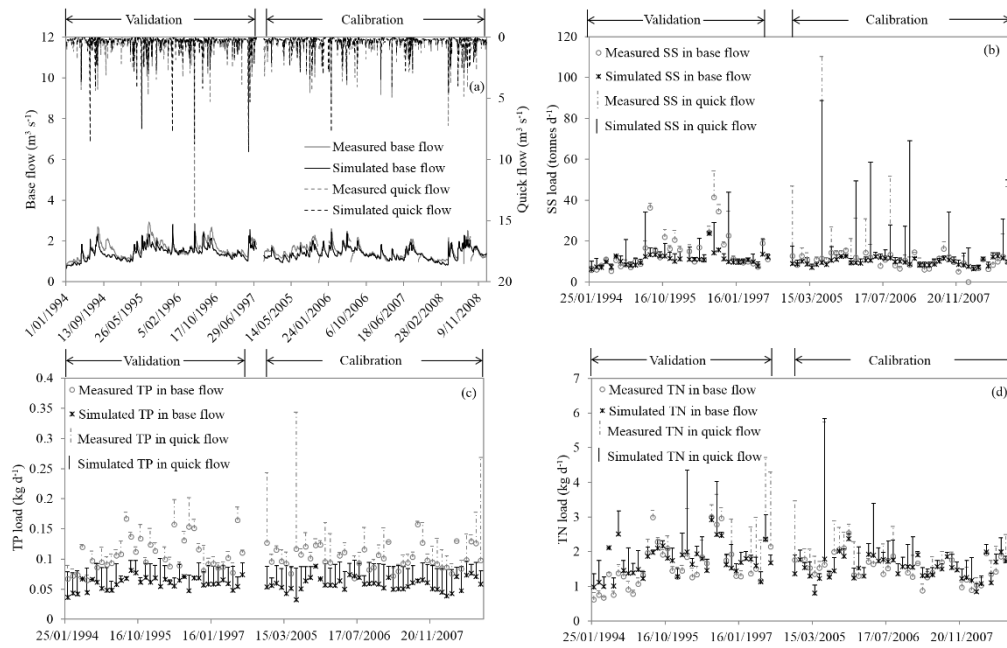 Validation
Calibration
(a)
Base flow (m³ s⁻¹)
12
10
8
6
4
2
0
Quick flow (m³ s⁻¹)
0
5
10
15
20
Measured base flow
Simulated base flow
Measured quick flow
Simulated quick flow
1/01/1994
13/09/1994
26/05/1995
5/02/1996
17/10/1996
29/06/1997
14/05/2005
24/01/2006
6/10/2006
18/06/2007
28/02/2008
9/11/2008
Validation
Calibration
(b)
SS load (tonnes d⁻¹)
120
100
80
60
40
20
0
Measured SS in base flow
Simulated SS in base flow
Measured SS in quick flow
Simulated SS in quick flow
25/01/1994
16/10/1995
16/01/1997
15/03/2005
17/07/2006
20/11/2007
Validation
Calibration
(c)
TP load (kg d⁻¹)
0.4
0.35
0.3
0.25
0.2
0.15
0.1
0.05
0
Measured TP in base flow
Simulated TP in base flow
Measured TP in quick flow
Simulated TP in quick flow
25/01/1994
16/10/1995
16/01/1997
15/03/2005
17/07/2006
20/11/2007
Validation
Calibration
(d)
TN load (kg d⁻¹)
7
6
5
4
3
2
1
0
Measured TN in base flow
Simulated TN in base flow
Measured TN in quick flow
Simulated TN in quick flow
25/01/1994
16/10/1995
16/01/1997
15/03/2005
17/07/2006
20/11/2007